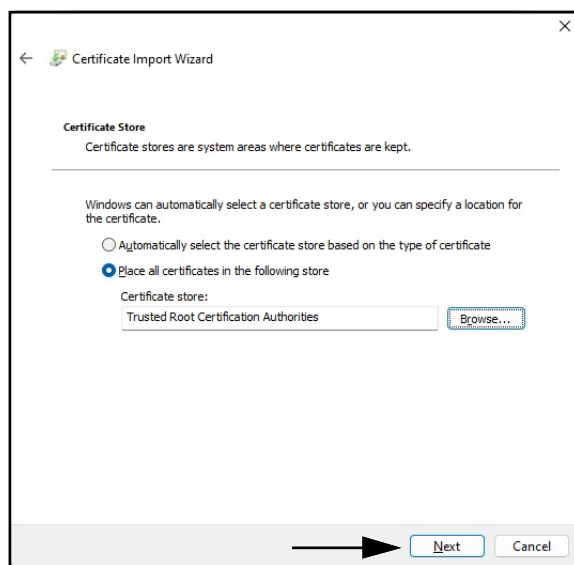 Certificate Import Wizard
Certificate Store
Certificate stores are system areas where certificates are kept.
Windows can automatically select a certificate store, or you can specify a location for
the certificate.
Automatically select the certificate store based on the type of certificate
Place all certificates in the following store
Certificate store:
Trusted Root Certification Authorities
Browse...
Next
Cancel